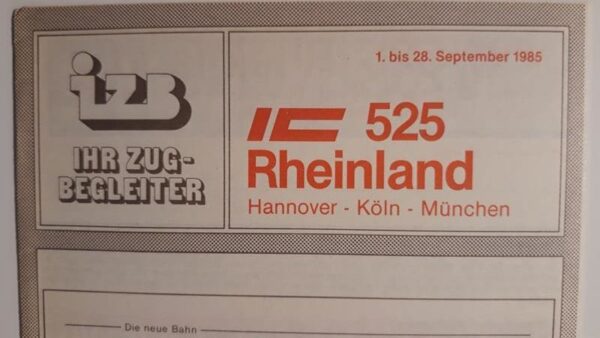 izB
IHR ZUG-
BEGLEITER
1. bis 28. September 1985
IC 525
Rheinland
Hannover - Köln - München
Die neue Bahn